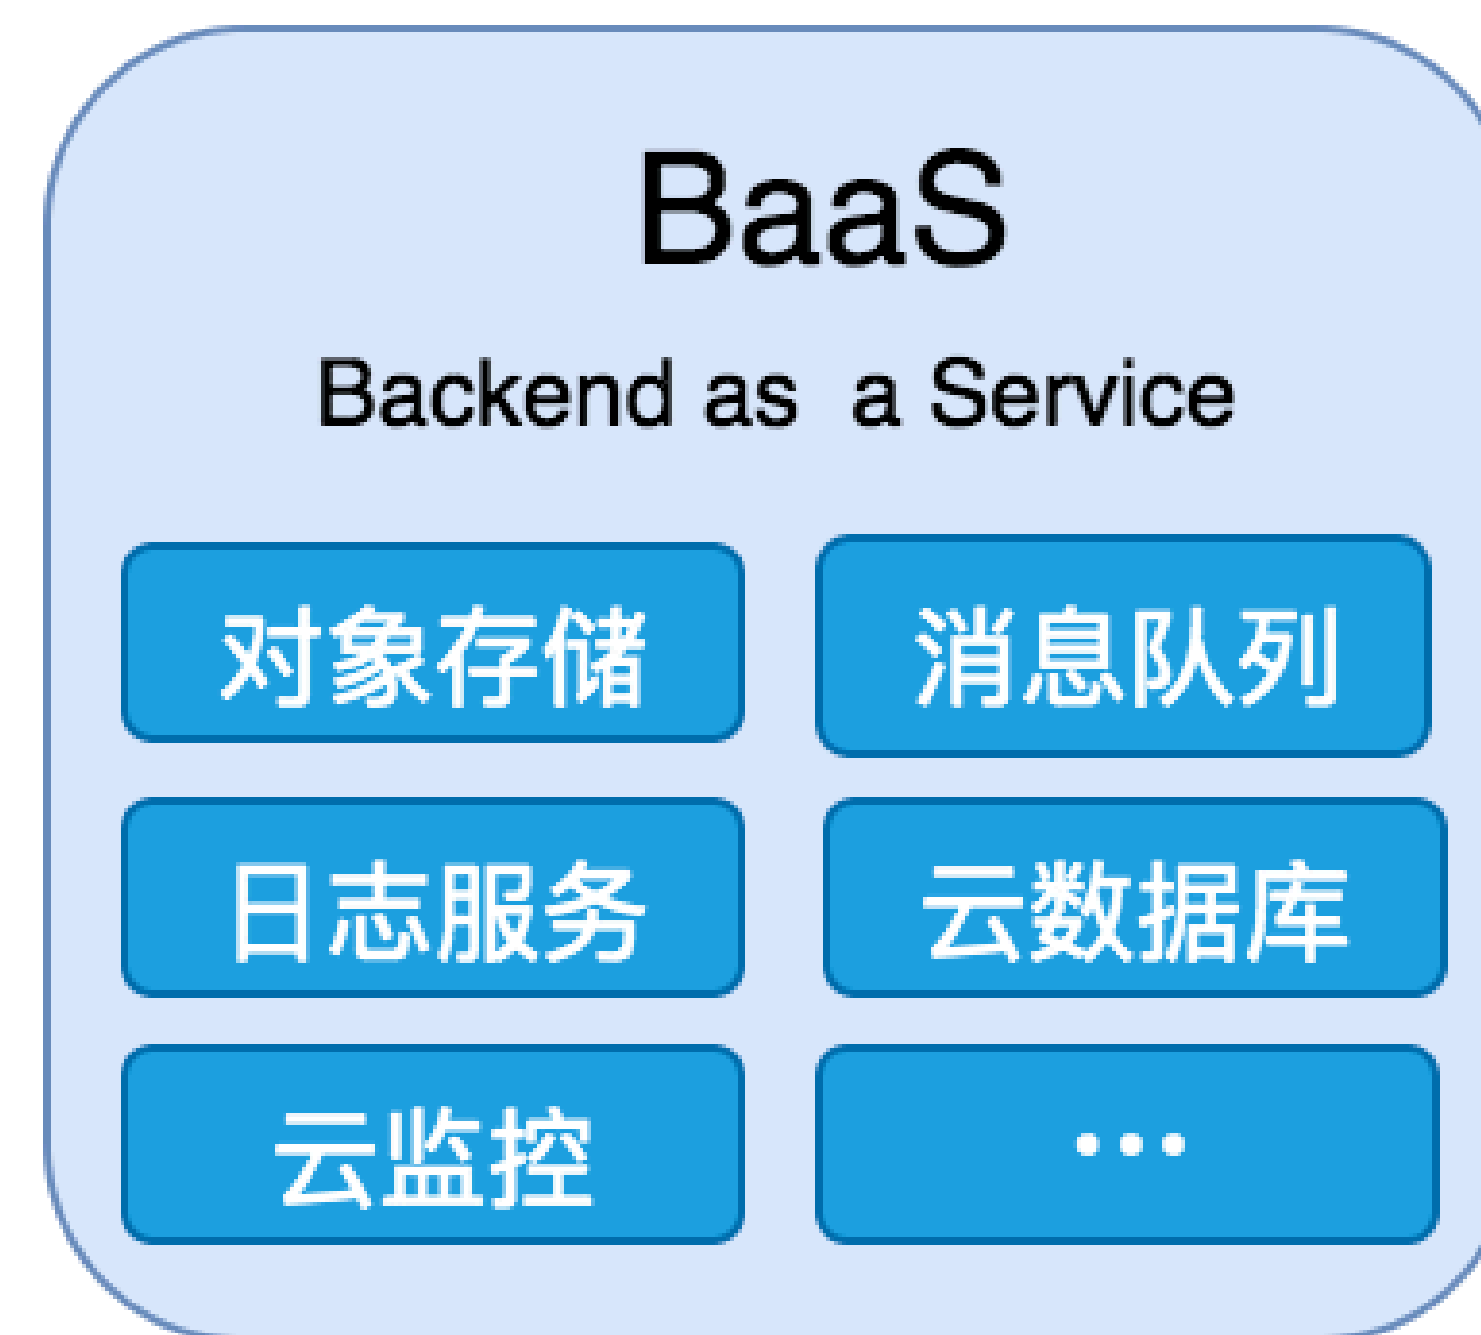 BaaS
Backend as a Service
对象存储
消息队列
日志服务
云数据库
云监控
...